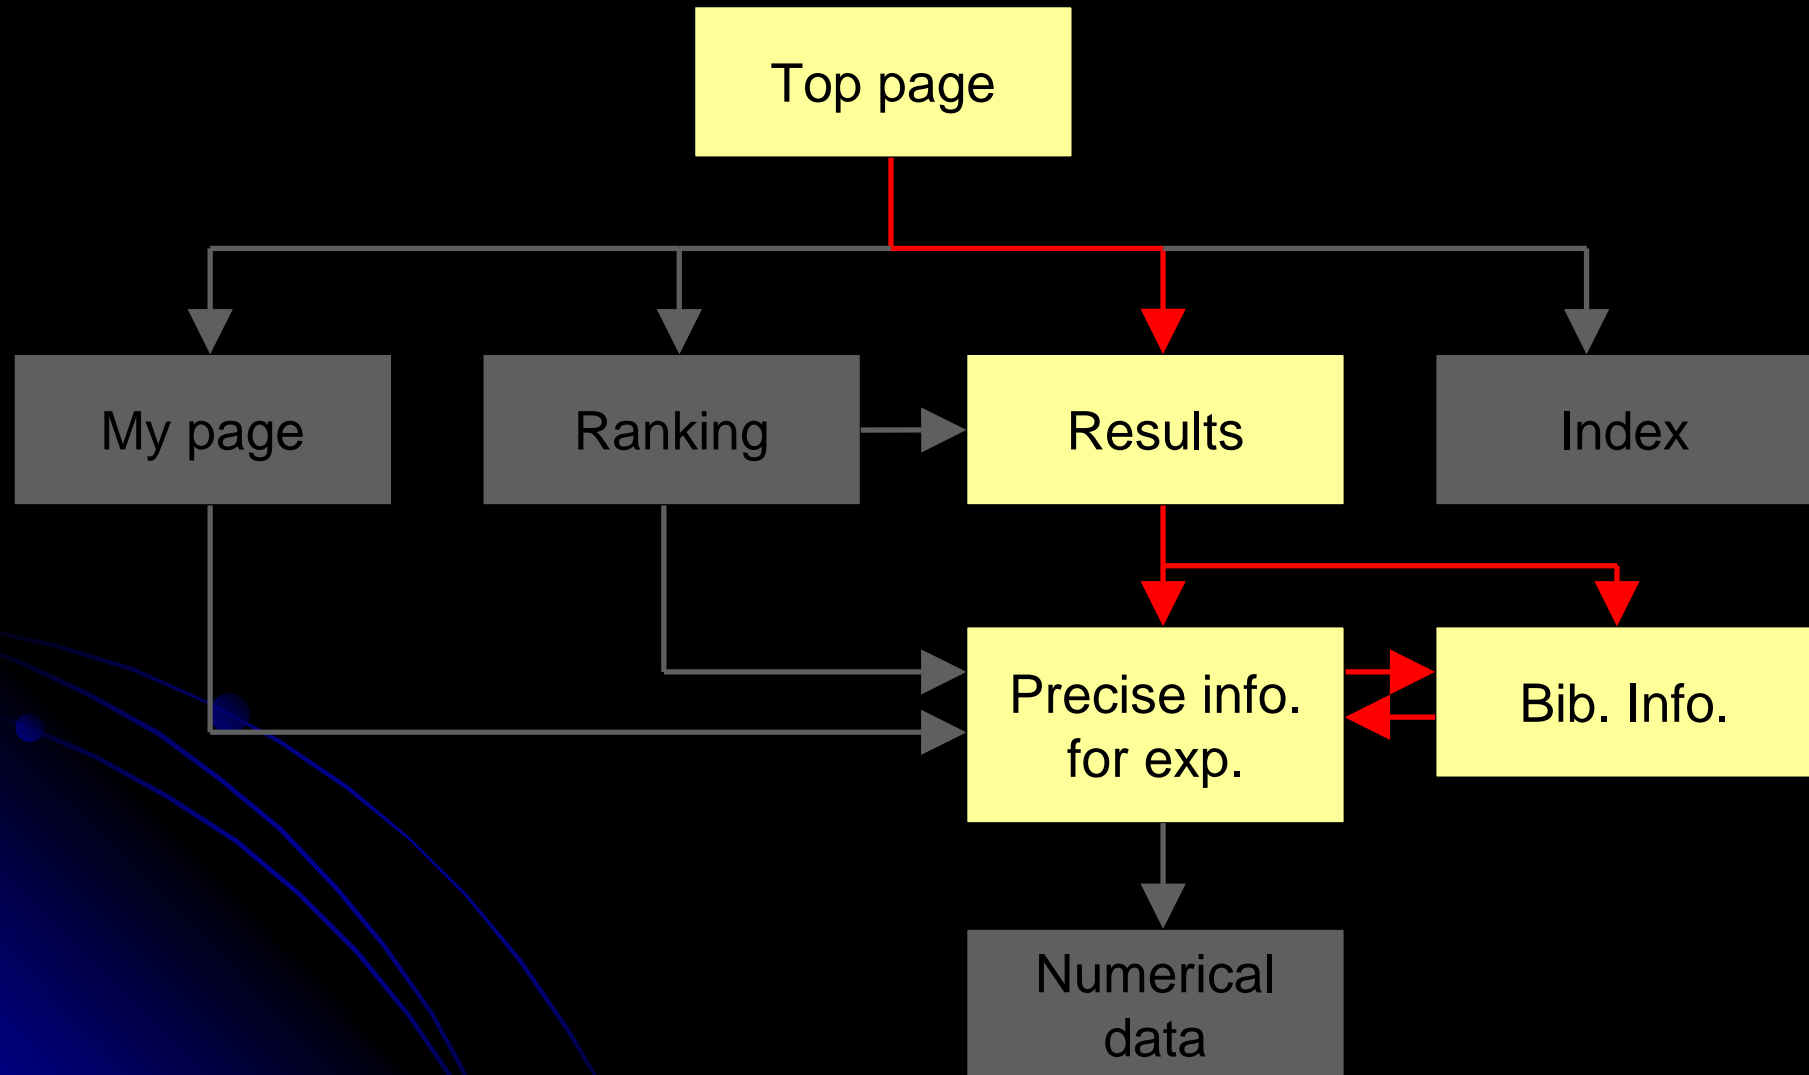 Top page
My page
Ranking
Results
Index
Precise info.
for exp.
Bib. Info.
Numerical
data